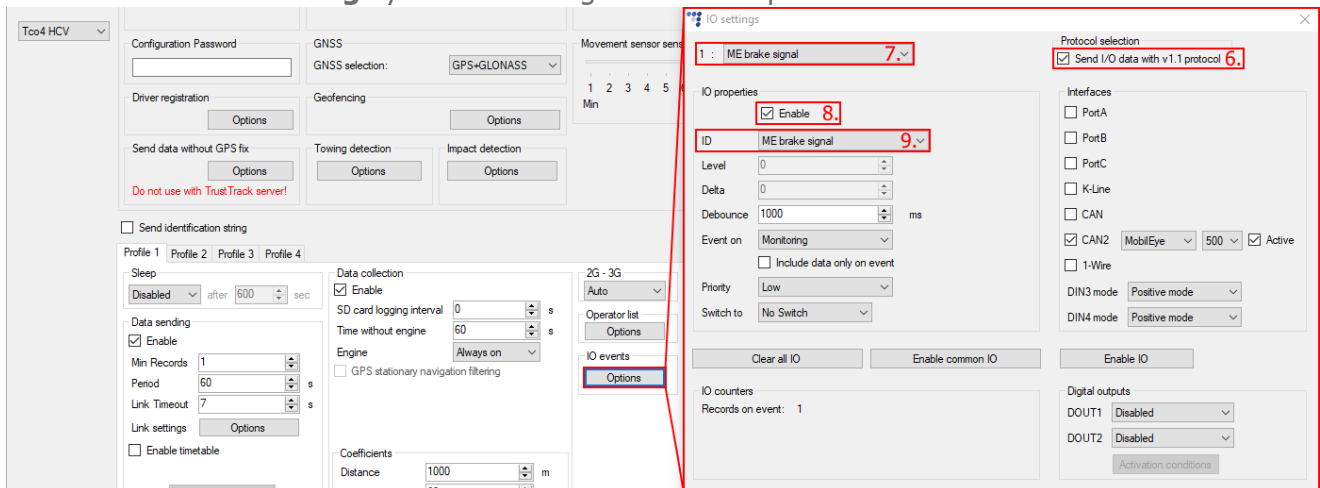 Tco4 HCV
Configuration Password
GNSS
GNSS selection:
GPS+GLONASS
Movement sensor sens
1 2 3 4 5
Min
Driver registration
Options
Geofencing
Options
Send data without GPS fix
Options
Do not use with TrustTrack server!
Towing detection
Options
Impact detection
Options
Send identification string
Profile 1 Profile 2 Profile 3 Profile 4
Sleep
Disabled after 600 sec
Data sending
Enable
Min Records 1
Period 60 s
Link Timeout 7 s
Link settings Options
Enable timetable
Data collection
Enable
SD card logging interval 0 s
Time without engine 60 s
Engine Always on
GPS stationary navigation filtering
Coefficients
Distance 1000 m
2G - 3G
Auto
Operator list
Options
IO events
Options
IO settings
1 : ME brake signal 7.
Protocol selection
Send I/O data with v1.1 protocol 6.
IO properties
Enable 8.
ID ME brake signal 9.
Level 0
Delta 0
Debounce 1000 ms
Event on Monitoring
Include data only on event
Priority Low
Switch to No Switch
Interfaces
PortA
PortB
PortC
K-Line
CAN
CAN2 MobilEye 500 Active
1-Wire
DIN3 mode Positive mode
DIN4 mode Positive mode
Clear all IO
Enable common IO
Enable IO
IO counters
Records on event: 1
Digital outputs
DOUT1 Disabled
DOUT2 Disabled
Activation conditions